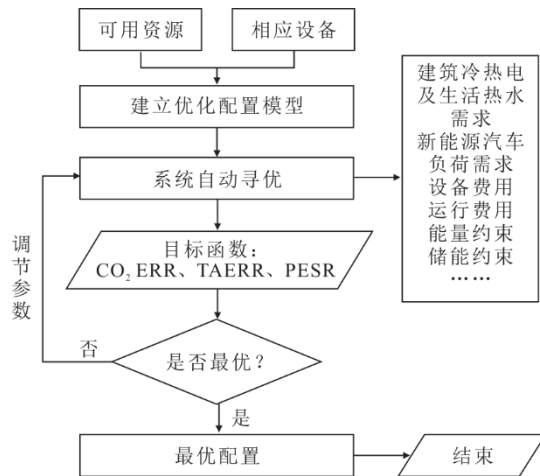 可用资源
相应设备
建立优化配置模型
系统自动寻优
建筑冷热电
及生活热水
需求
新能源汽车
负荷需求
设备费用
运行费用
能量约束
储能约束
……
目标函数：
CO₂ ERR、TAERR、PESR
调节参数
否
是否最优？
是
最优配置
结束